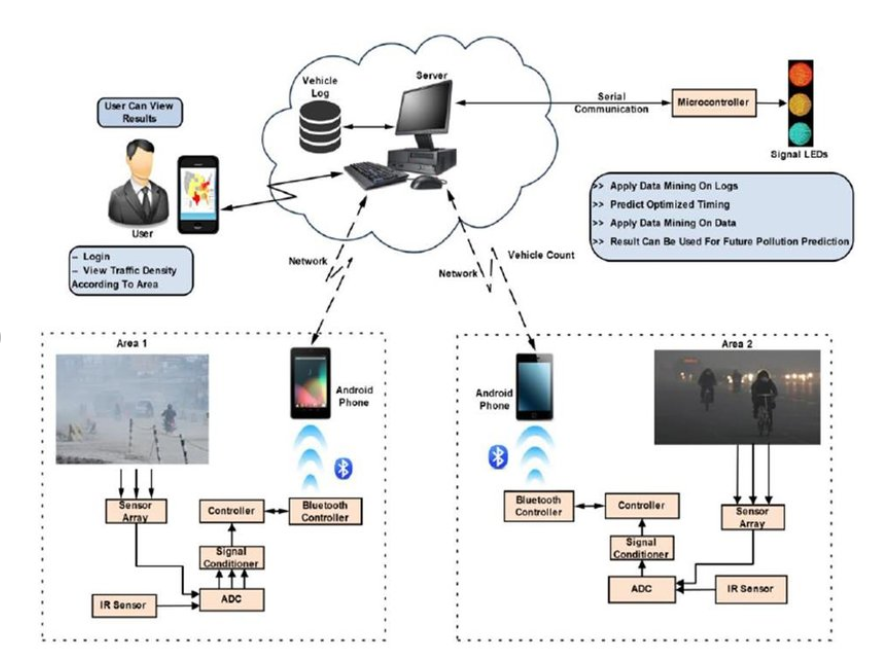 Vehicle
Log
Server
User Can View
Results
Serial
Communication
Microcontroller
Signal LEDs
>> Apply Data Mining On Logs
>> Predict Optimized Timing
>> Apply Data Mining On Data
>> Result Can Be Used For Future Pollution Prediction
User
– Login
– View Traffic Density
According To Area
Network
Network
Vehicle Count
Area 1
Android
Phone
Sensor
Array
Controller
Bluetooth
Controller
Signal
Conditioner
IR Sensor
ADC
Area 2
Android
Phone
Bluetooth
Controller
Controller
Sensor
Array
Signal
Conditioner
ADC
IR Sensor